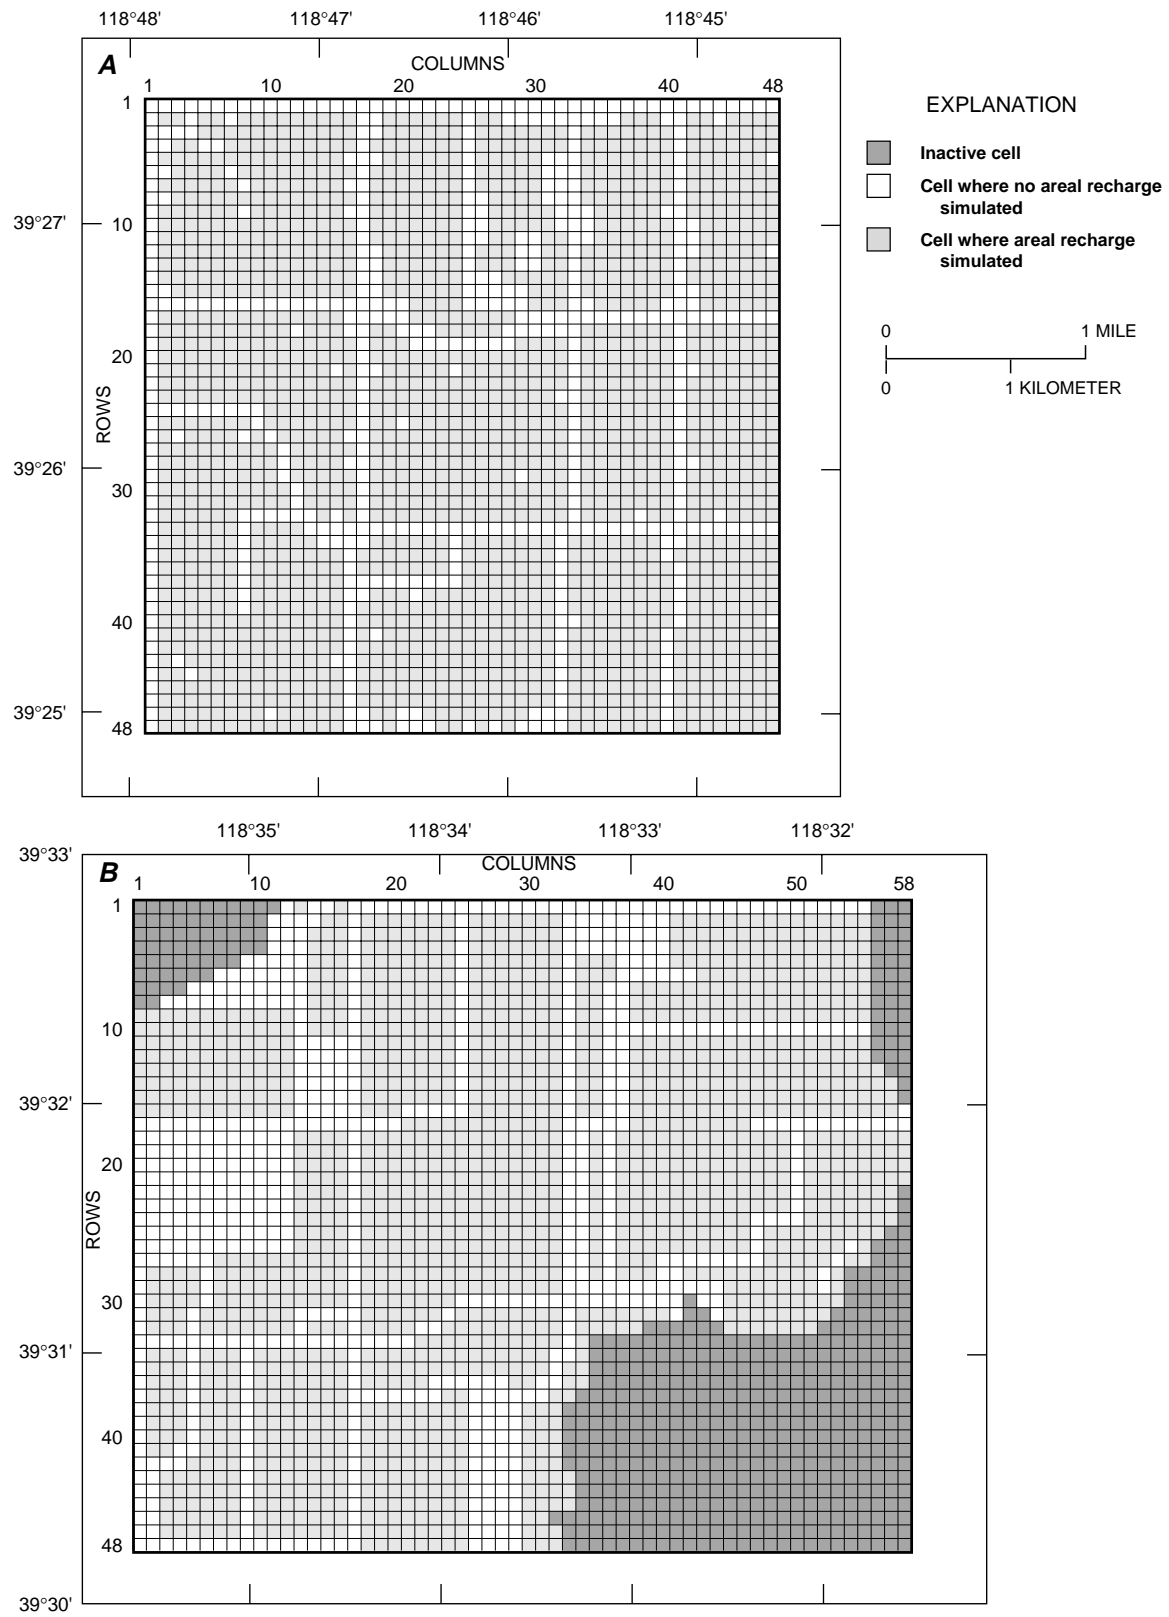 118°48' 118°47' 118°46' 118°45'
A
COLUMNS
1 10 20 30 40 48
1
39°27' 10
20
ROWS
39°26'
30
40
39°25'
48
EXPLANATION
Inactive cell
Cell where no areal recharge
simulated
Cell where areal recharge
simulated
0 1 MILE
0 1 KILOMETER
118°35' 118°34' 118°33' 118°32'
39°33'
B
COLUMNS
1 10 20 30 40 50 58
1
10
39°32'
20
ROWS
30
39°31'
40
48
39°30'